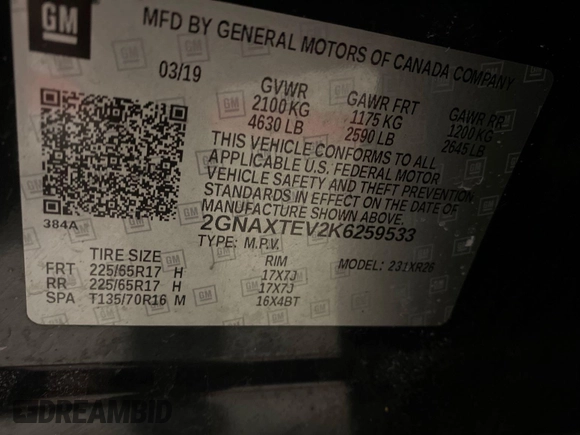 GM
MFD BY GENERAL MOTORS OF CANADA COMPANY
03/19
GVWR GAWR FRT GAWR RR
2100 KG 1175 KG 1200 KG
4630 LB 2590 LB 2645 LB
THIS VEHICLE CONFORMS TO ALL
APPLICABLE U.S. FEDERAL MOTOR
VEHICLE SAFETY AND THEFT PREVENTION
STANDARDS IN EFFECT ON THE DATE OF
MANUFACTURE SHOWN ABOVE.
384A
2GNAXTEV2K6259533
TYPE: M.P.V. MODEL: 231XR26
TIRE SIZE RIM
FRT 225/65R17 H 17X7J
RR 225/65R17 H 17X7J
SPA T135/70R16 M 16X4BT
DREAMBID